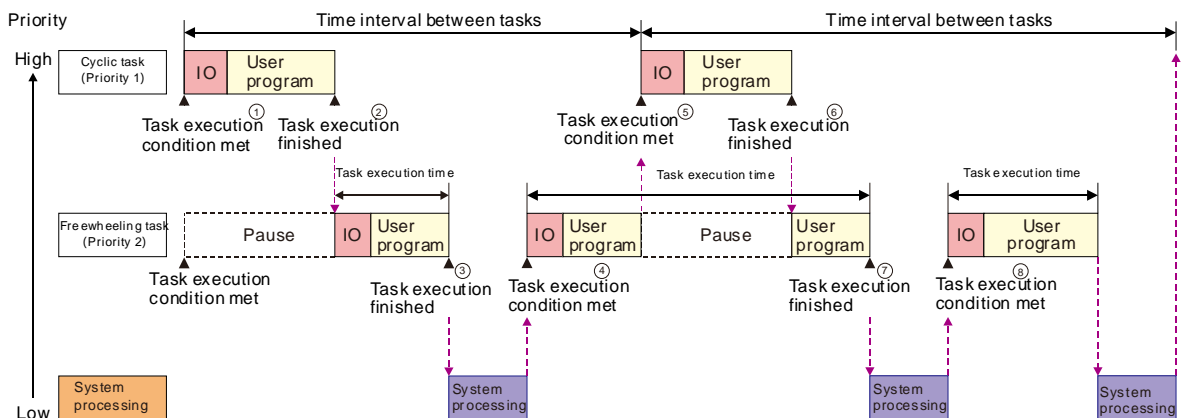 Priority
Time interval between tasks
Time interval between tasks
High
Cyclic task
(Priority 1)
IO
User
program
IO
User
program
①
Task execution
condition met
②
Task execution
finished
⑤
Task execution
condition met
⑥
Task execution
finished
Task execution time
Task execution time
Task execution time
Freewheeling task
(Priority 2)
Pause
IO
User
program
IO
User
program
Pause
User
program
IO
User
program
Task execution
condition met
③
Task execution
finished
④
Task execution
condition met
⑦
Task execution
finished
⑧
Task execution
condition met
Low
System
processing
System
processing
System
processing
System
processing